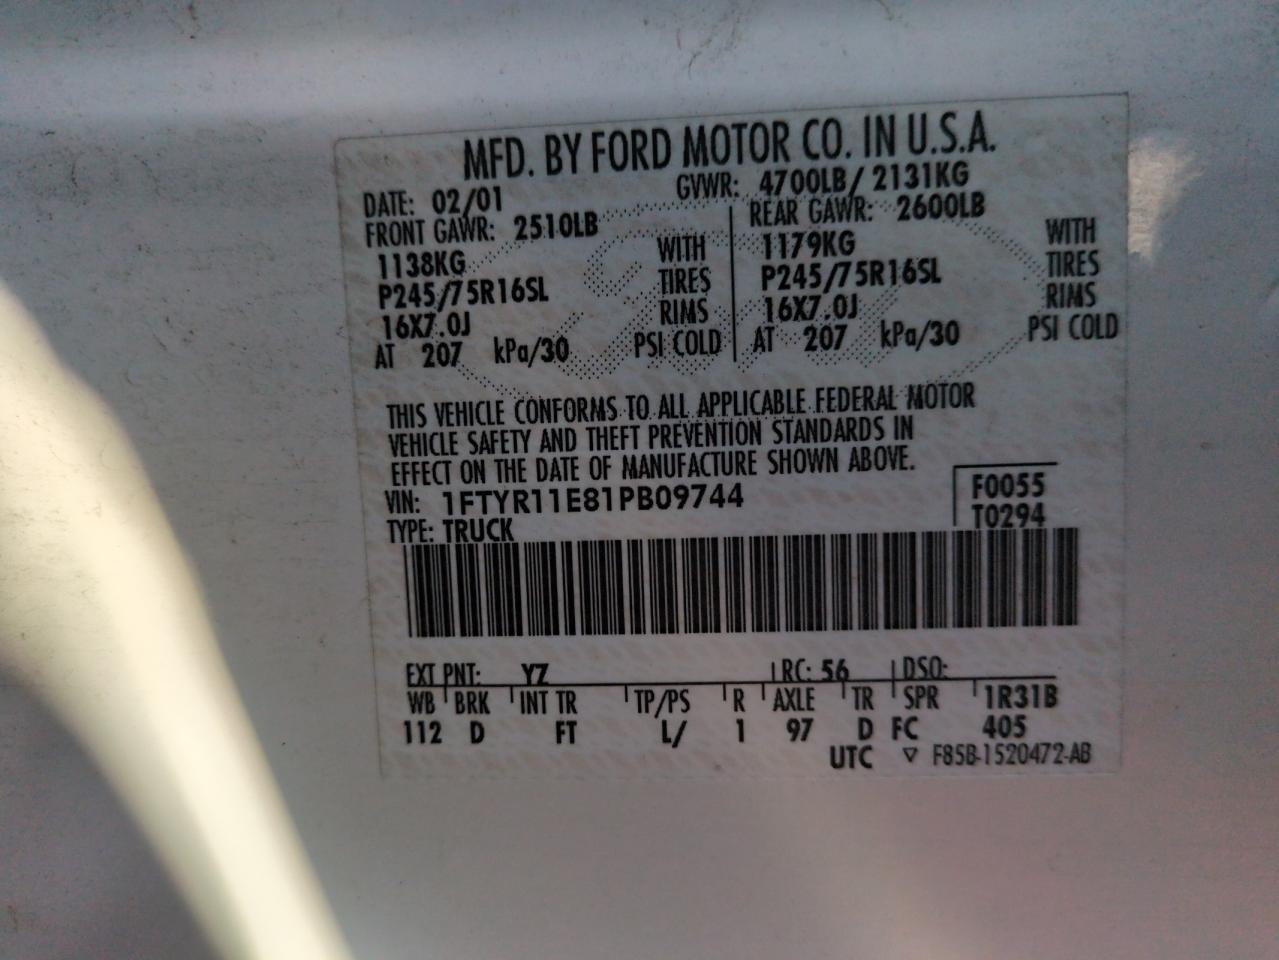 MFD. BY FORD MOTOR CO. IN U.S.A.
DATE: 02/01 GVWR: 4700LB/ 2131KG
FRONT GAWR: 2510LB REAR GAWR: 2600LB
1138KG WITH 1179KG WITH
P245/75R16SL TIRES P245/75R16SL TIRES
16X7.0J RIMS 16X7.0J RIMS
AT 207 kPa/30 PSI COLD AT 207 kPa/30 PSI COLD
THIS VEHICLE CONFORMS TO ALL APPLICABLE FEDERAL MOTOR
VEHICLE SAFETY AND THEFT PREVENTION STANDARDS IN
EFFECT ON THE DATE OF MANUFACTURE SHOWN ABOVE.
VIN: 1FTYR11E81PB09744 F0055
TYPE: TRUCK T0294
EXT PNT: YZ RC: 56 DSO:
WB BRK INT TR TP/PS R AXLE TR SPR 1R31B
112 D FT L/ 1 97 D FC 405
UTC ▽ F85B-1520472-AB